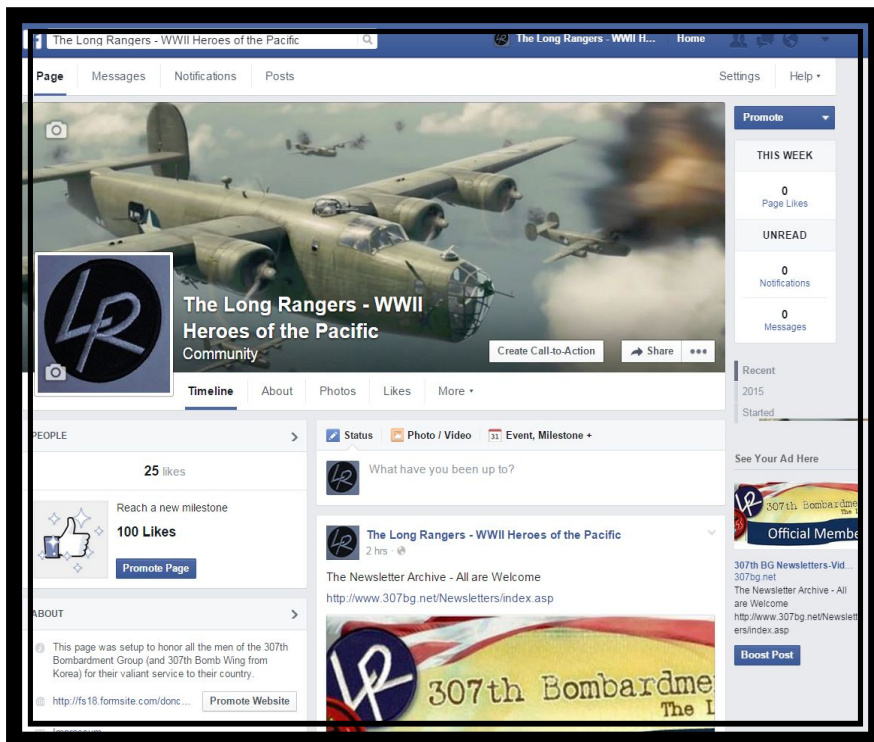 The Long Rangers - WWII Heroes of the Pacific
The Long Rangers - WWII H... Home
Page Messages Notifications Posts Settings Help
Promote
THIS WEEK
0
Page Likes
UNREAD
0
Notifications
0
Messages
Recent
2015
Started
LR
The Long Rangers - WWII
Heroes of the Pacific
Community
Create Call-to-Action Share
Timeline About Photos Likes More
PEOPLE
25 likes
Reach a new milestone
100 Likes
Promote Page
ABOUT
This page was setup to honor all the men of the 307th
Bombardment Group (and 307th Bomb Wing from
Korea) for their valiant service to their country.
http://fs18.formsite.com/donc... Promote Website
Status Photo / Video 31 Event, Milestone +
LR What have you been up to?
LR The Long Rangers - WWII Heroes of the Pacific
2 hrs
The Newsletter Archive - All are Welcome
http://www.307bg.net/Newsletters/index.asp
LR
307th Bombardme
The L
See Your Ad Here
LR
307th Bombardme
The
Official Membe
307th BG Newsletters-Vid...
307bg.net
The Newsletter Archive - All
are Welcome
http://www.307bg.net/Newslett
ers/index.asp
Boost Post